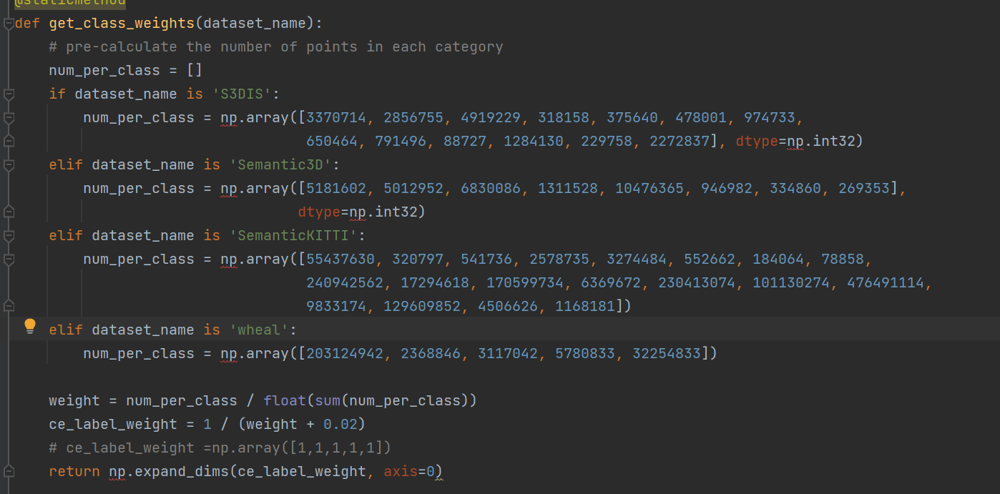 @staticmethod
def get_class_weights(dataset_name):
    # pre-calculate the number of points in each category
    num_per_class = []
    if dataset_name is 'S3DIS':
        num_per_class = np.array([3370714, 2856755, 4919229, 318158, 375640, 478001, 974733,
                                  650464, 791496, 88727, 1284130, 229758, 2272837], dtype=np.int32)
    elif dataset_name is 'Semantic3D':
        num_per_class = np.array([5181602, 5012952, 6830086, 1311528, 10476365, 946982, 334860, 269353],
                                 dtype=np.int32)
    elif dataset_name is 'SemanticKITTI':
        num_per_class = np.array([55437630, 320797, 541736, 2578735, 3274484, 552662, 184064, 78858,
                                  240942562, 17294618, 170599734, 6369672, 230413074, 101130274, 476491114,
                                  9833174, 129609852, 4506626, 1168181])
    elif dataset_name is 'wheal':
        num_per_class = np.array([203124942, 2368846, 3117042, 5780833, 32254833])
    weight = num_per_class / float(sum(num_per_class))
    ce_label_weight = 1 / (weight + 0.02)
    # ce_label_weight =np.array([1,1,1,1,1])
    return np.expand_dims(ce_label_weight, axis=0)